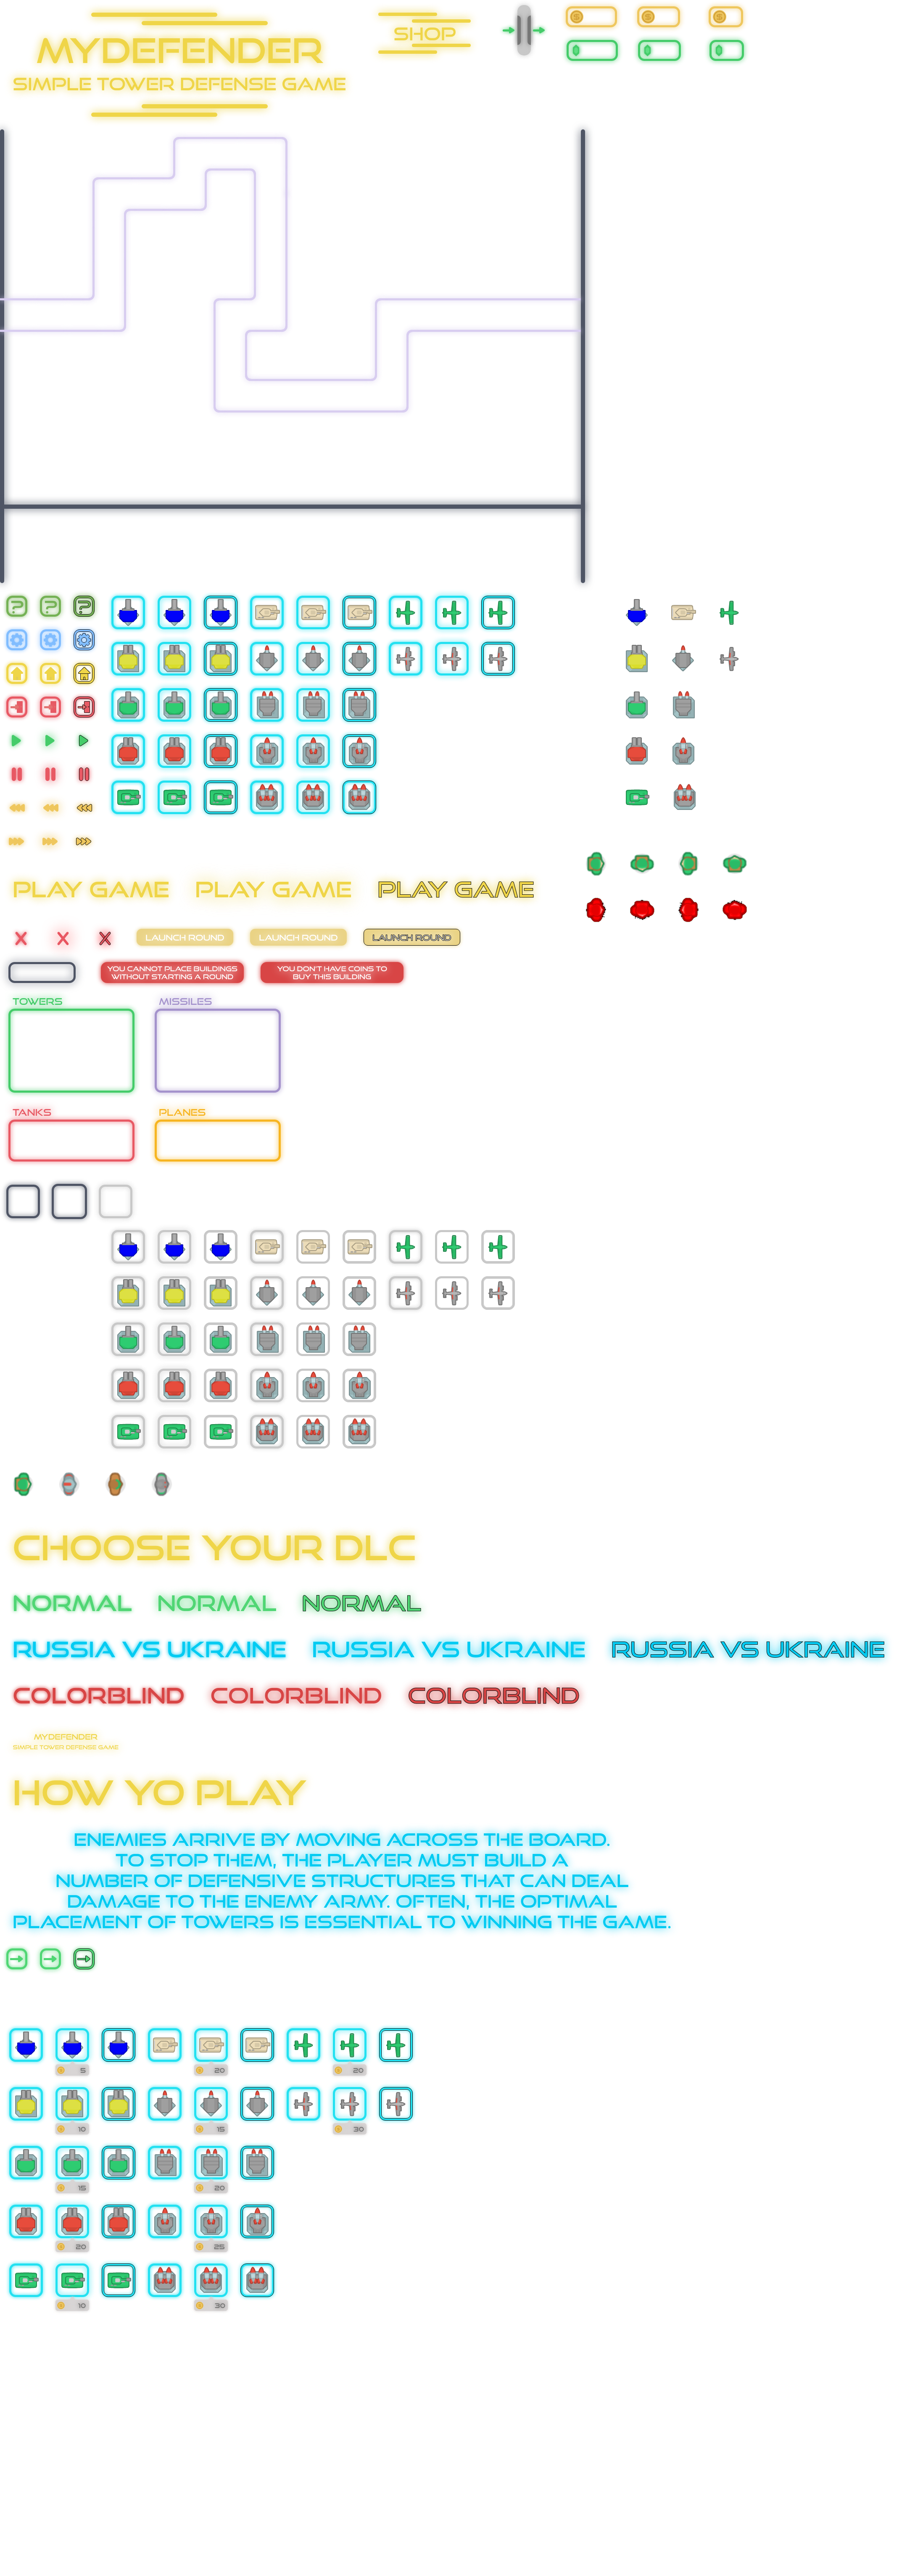 MYDEFENDER
SIMPLE TOWER DEFENSE GAME
SHOP
PLAY GAME PLAY GAME PLAY GAME
LAUNCH ROUND LAUNCH ROUND LAUNCH ROUND
YOU CANNOT PLACE BUILDINGS
WITHOUT STARTING A ROUND
YOU DON'T HAVE COINS TO
BUY THIS BUILDING
TOWERS
MISSILES
TANKS
PLANES
CHOOSE YOUR DLC
NORMAL NORMAL NORMAL
RUSSIA VS UKRAINE RUSSIA VS UKRAINE RUSSIA VS UKRAINE
COLORBLIND COLORBLIND COLORBLIND
MYDEFENDER
SIMPLE TOWER DEFENSE GAME
HOW YO PLAY
ENEMIES ARRIVE BY MOVING ACROSS THE BOARD.
TO STOP THEM, THE PLAYER MUST BUILD A
NUMBER OF DEFENSIVE STRUCTURES THAT CAN DEAL
DAMAGE TO THE ENEMY ARMY. OFTEN, THE OPTIMAL
PLACEMENT OF TOWERS IS ESSENTIAL TO WINNING THE GAME.
5 20 20
10 15 30
15 20
20 25
10 30